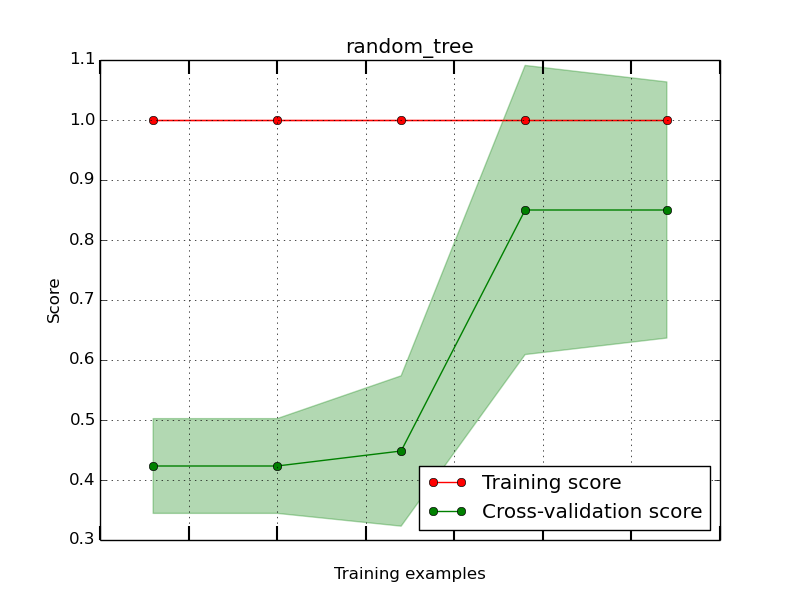 random_tree
1.1
1.0
0.9
0.8
0.7
0.6
0.5
0.4
0.3
Score
Training score
Cross-validation score
Training examples